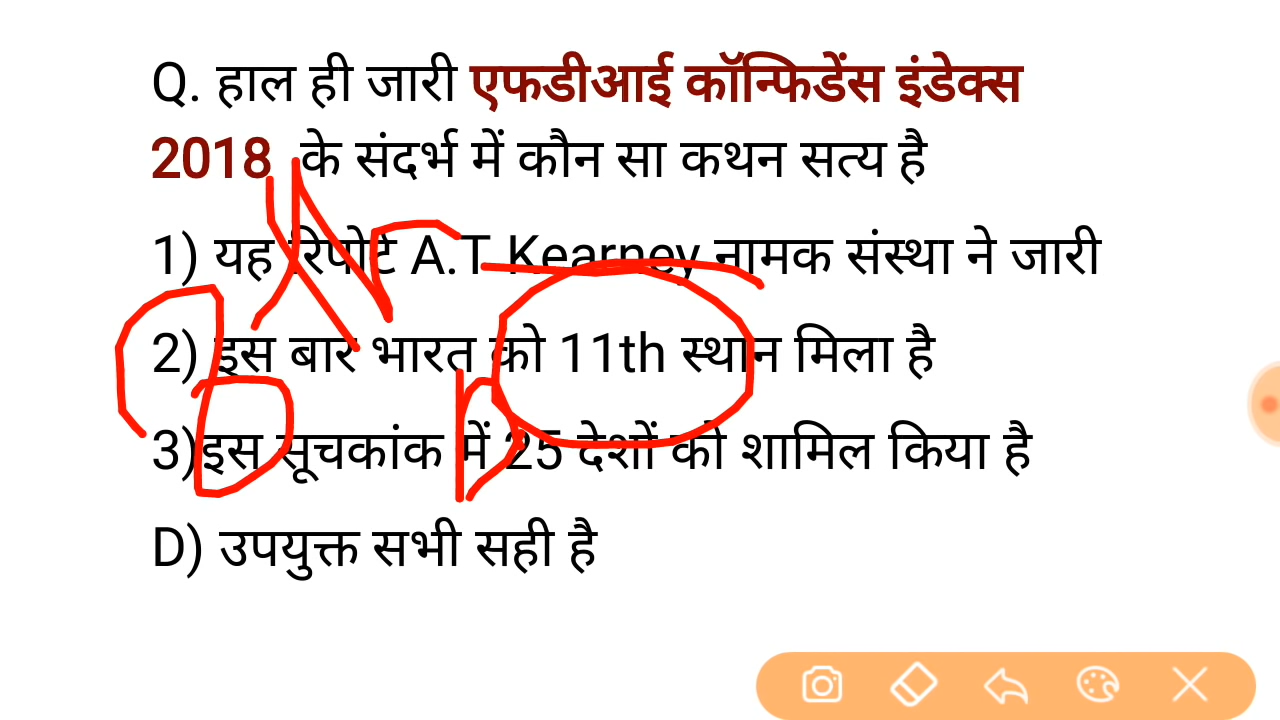 Q. हाल ही जारी एफडीआई कॉन्फिडेंस इंडेक्स
2018 के संदर्भ में कौन सा कथन सत्य है
1) यह रिपोर्ट A.T Kearney नामक संस्था ने जारी
2) इस बार भारत को 11th स्थान मिला है
3)इस सूचकांक में 25 देशों को शामिल किया है
D) उपयुक्त सभी सही है